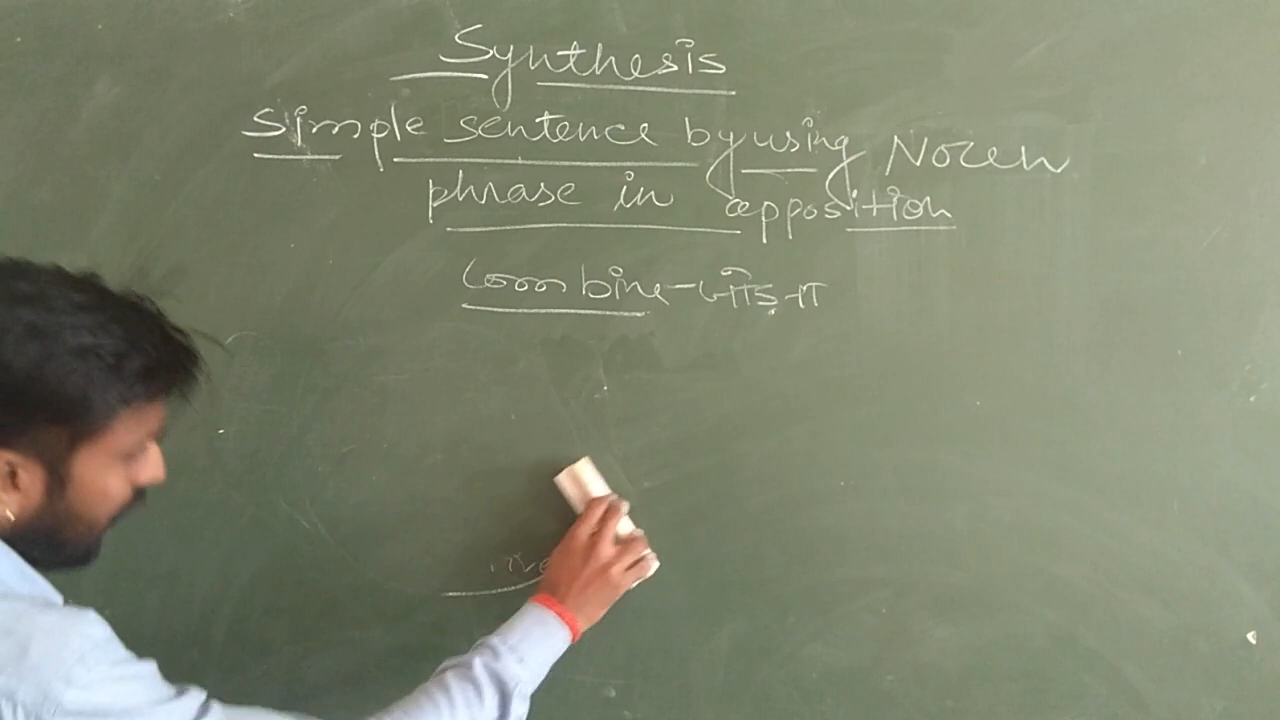 Synthesis
Simple sentence by using Noun
phrase in apposition
Combine - जोड़ना